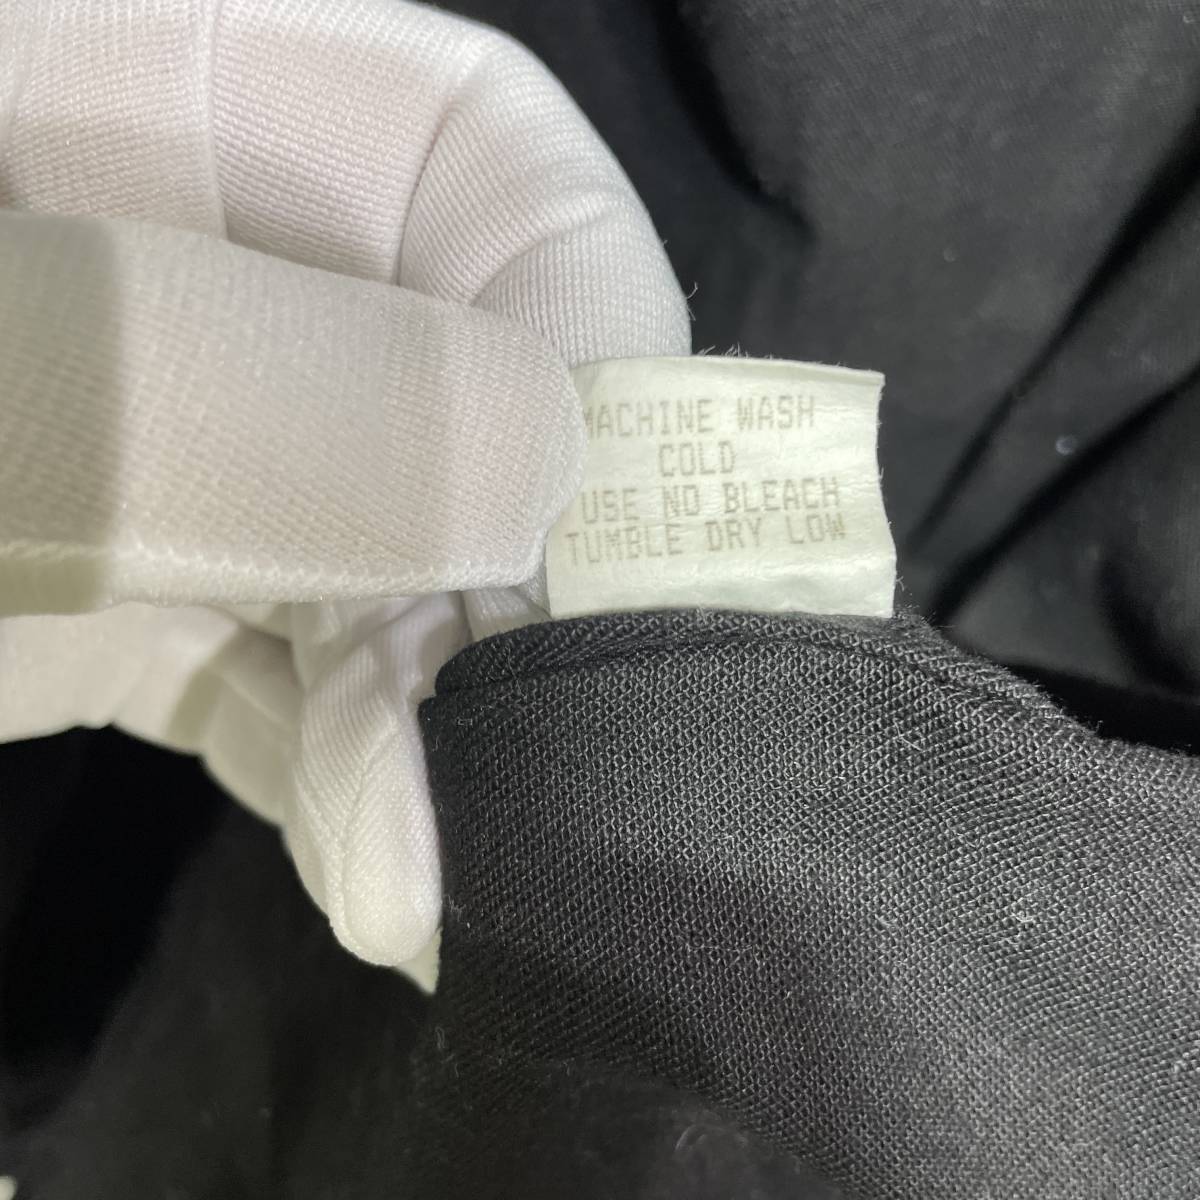 MACHINE WASH
COLD
USE NO BLEACH
TUMBLE DRY LOW